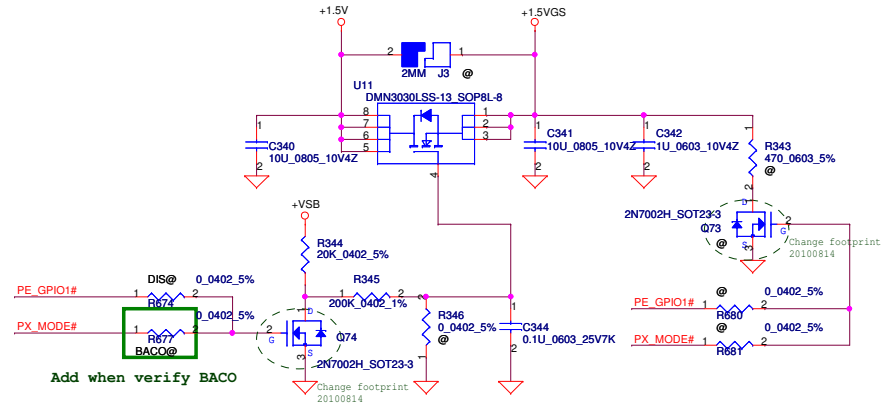 +1.5V
+1.5VGS
2
1
2MM
J3
@
U11
DMN3030LSS-13_SOP8L-8
8
7
6
5
1
2
3
4
1
2
C340
10U_0805_10V4Z
1
2
C341
10U_0805_10V4Z
1
2
C342
1U_0603_10V4Z
1
2
R343
470_0603_5%
@
+VSB
R344
20K_0402_5%
2N7002H_SOT23-3
Q73
@
D
G
S
1
2
3
Change footprint
20100814
DIS@
0_0402_5%
PE_GPIO1#
1
2
R674
0_0402_5%
PX_MODE#
1
2
R677
BACO@
Add when verify BACO
1
2
R345
200K_0402_1%
D
G
S
1
2
3
Q74
2N7002H_SOT23-3
Change footprint
20100814
2
1
R346
0_0402_5%
@
1
2
C344
0.1U_0603_25V7K
@
0_0402_5%
PE_GPIO1#
1
2
R680
@
0_0402_5%
PX_MODE#
1
2
R681